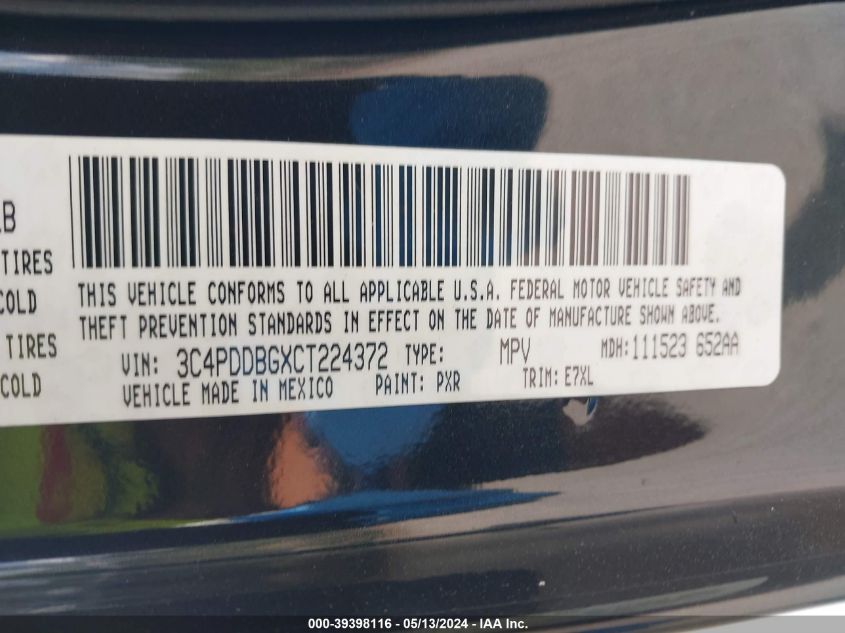 LB
TIRES
COLD
TIRES
COLD
THIS VEHICLE CONFORMS TO ALL APPLICABLE U.S.A. FEDERAL MOTOR VEHICLE SAFETY AND
THEFT PREVENTION STANDARDS IN EFFECT ON THE DATE OF MANUFACTURE SHOWN ABOVE.
VIN: 3C4PDDBGXCT224372 TYPE: MPV MDH: 111523 652AA
VEHICLE MADE IN MEXICO PAINT: PXR TRIM: E7XL
000-39398116 - 05/13/2024 - IAA Inc.